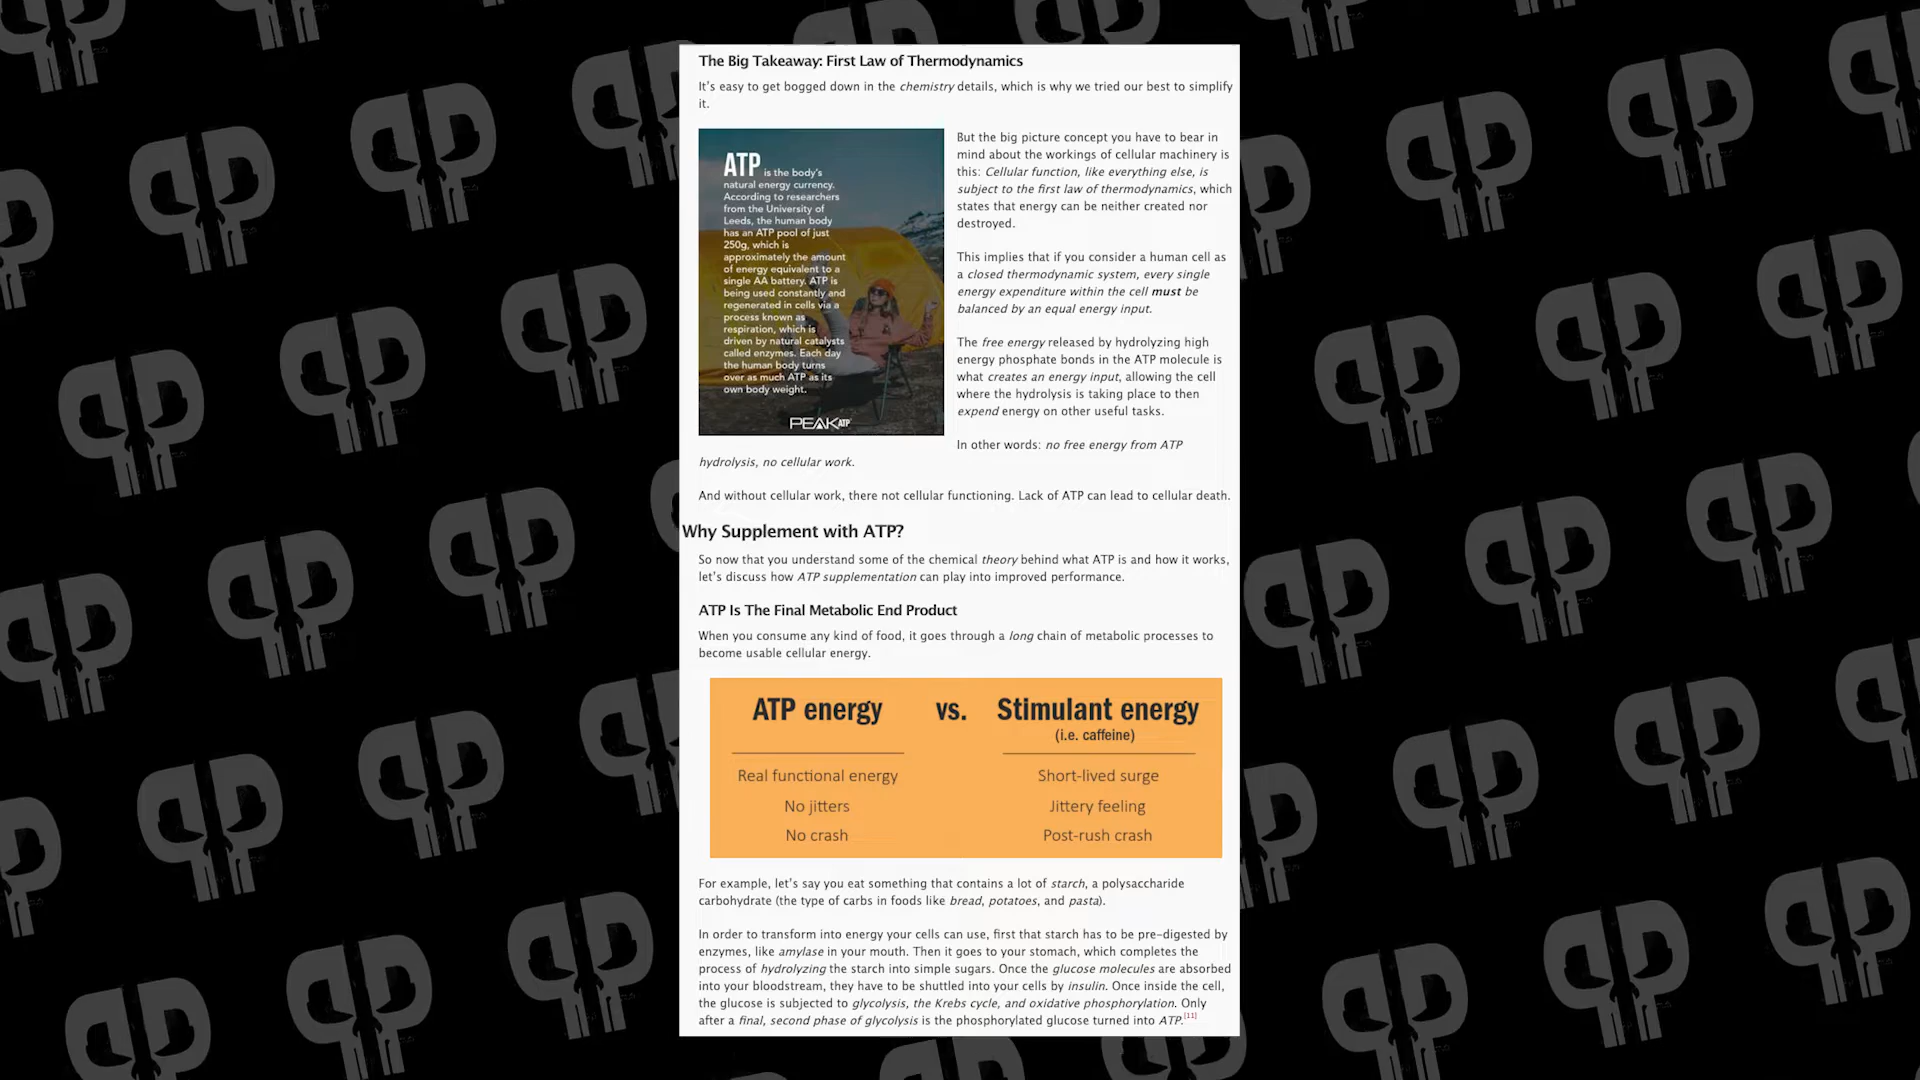 The Big Takeaway: First Law of Thermodynamics
It's easy to get bogged down in the chemistry details, which is why we tried our best to simplify
it.
ATP is the body's
natural energy currency.
According to researchers
from the University of
Leeds, the human body
has an ATP pool of just
250g, which is
approximately the amount
of energy equivalent to a
single AA battery. ATP is
being used constantly and
regenerated in cells via a
process known as
respiration, which is
driven by natural catalysts
called enzymes. Each day
the human body turns
over as much ATP as its
own body weight.
PEAK ATP
But the big picture concept you have to bear in
mind about the workings of cellular machinery is
this: Cellular function, like everything else, is
subject to the first law of thermodynamics, which
states that energy can be neither created nor
destroyed.
This implies that if you consider a human cell as
a closed thermodynamic system, every single
energy expenditure within the cell must be
balanced by an equal energy input.
The free energy released by hydrolyzing high
energy phosphate bonds in the ATP molecule is
what creates an energy input, allowing the cell
where the hydrolysis is taking place to then
expend energy on other useful tasks.
In other words: no free energy from ATP
hydrolysis, no cellular work.
And without cellular work, there not cellular functioning. Lack of ATP can lead to cellular death.
Why Supplement with ATP?
So now that you understand some of the chemical theory behind what ATP is and how it works,
let's discuss how ATP supplementation can play into improved performance.
ATP Is The Final Metabolic End Product
When you consume any kind of food, it goes through a long chain of metabolic processes to
become usable cellular energy.
ATP energy vs. Stimulant energy
(i.e. caffeine)
Real functional energy Short-lived surge
No jitters Jittery feeling
No crash Post-rush crash
For example, let's say you eat something that contains a lot of starch, a polysaccharide
carbohydrate (the type of carbs in foods like bread, potatoes, and pasta).
In order to transform into energy your cells can use, first that starch has to be pre-digested by
enzymes, like amylase in your mouth. Then it goes to your stomach, which completes the
process of hydrolyzing the starch into simple sugars. Once the glucose molecules are absorbed
into your bloodstream, they have to be shuttled into your cells by insulin. Once inside the cell,
the glucose is subjected to glycolysis, the Krebs cycle, and oxidative phosphorylation. Only
after a final, second phase of glycolysis is the phosphorylated glucose turned into ATP.[11]